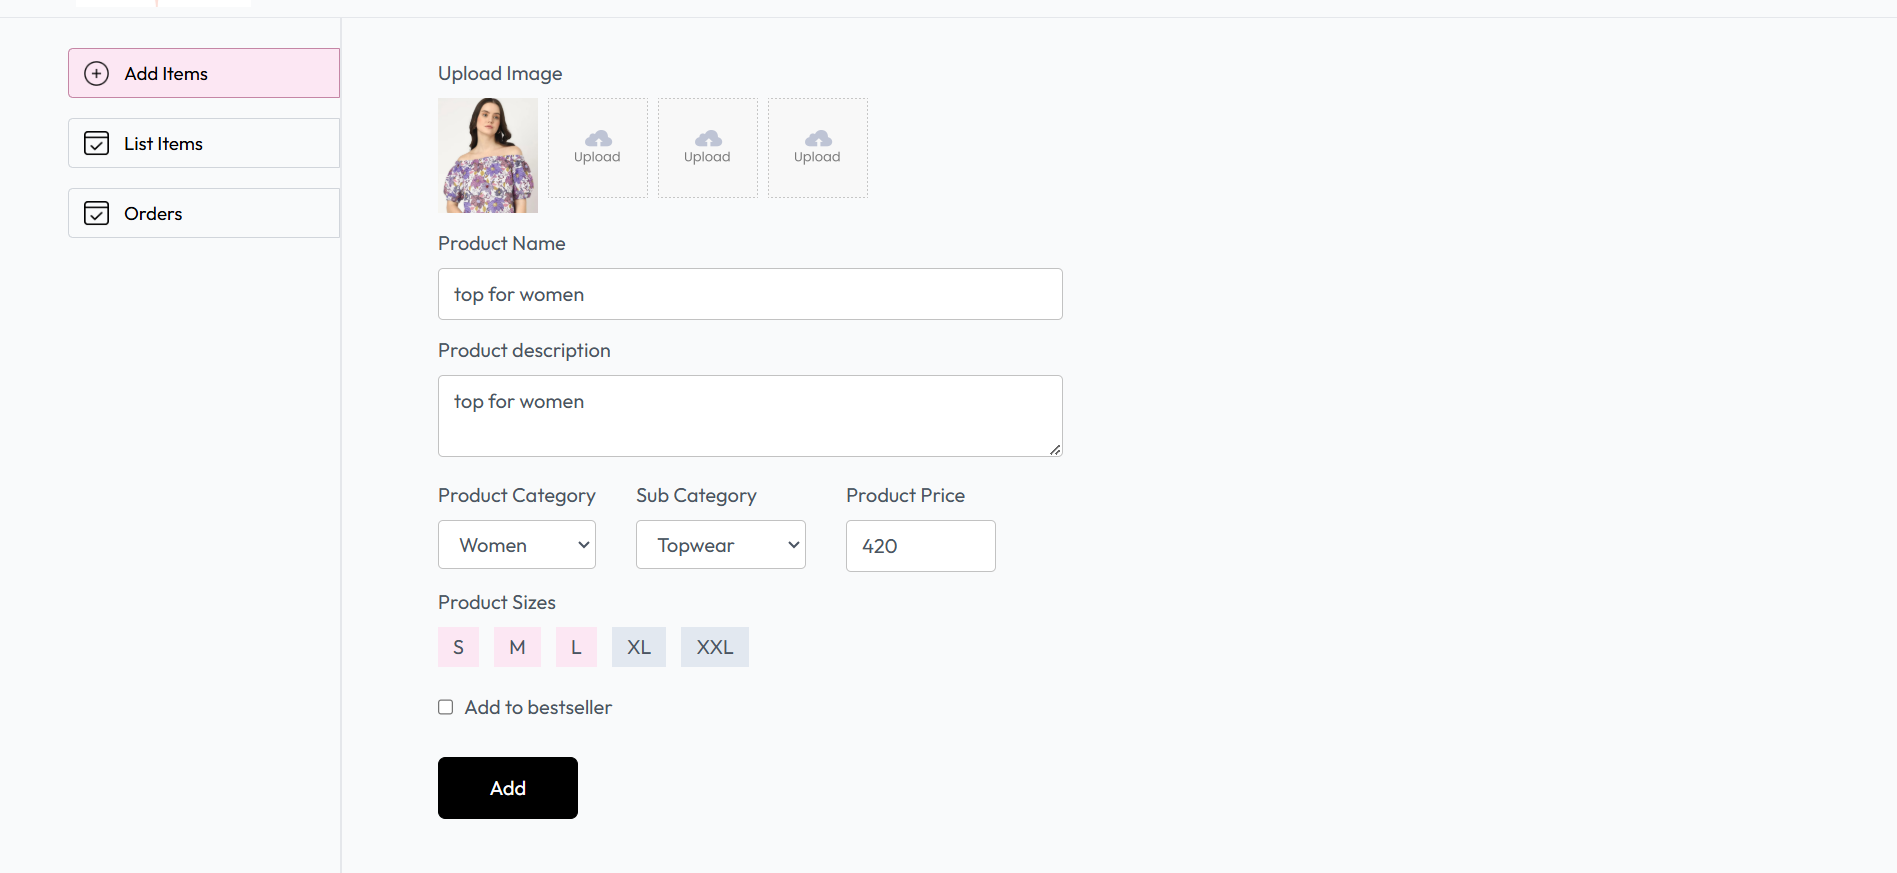 Add Items
List Items
Orders
Upload Image
Upload Upload Upload
Product Name
top for women
Product description
top for women
Product Category Sub Category Product Price
Women Topwear 420
Product Sizes
S M L XL XXL
Add to bestseller
Add